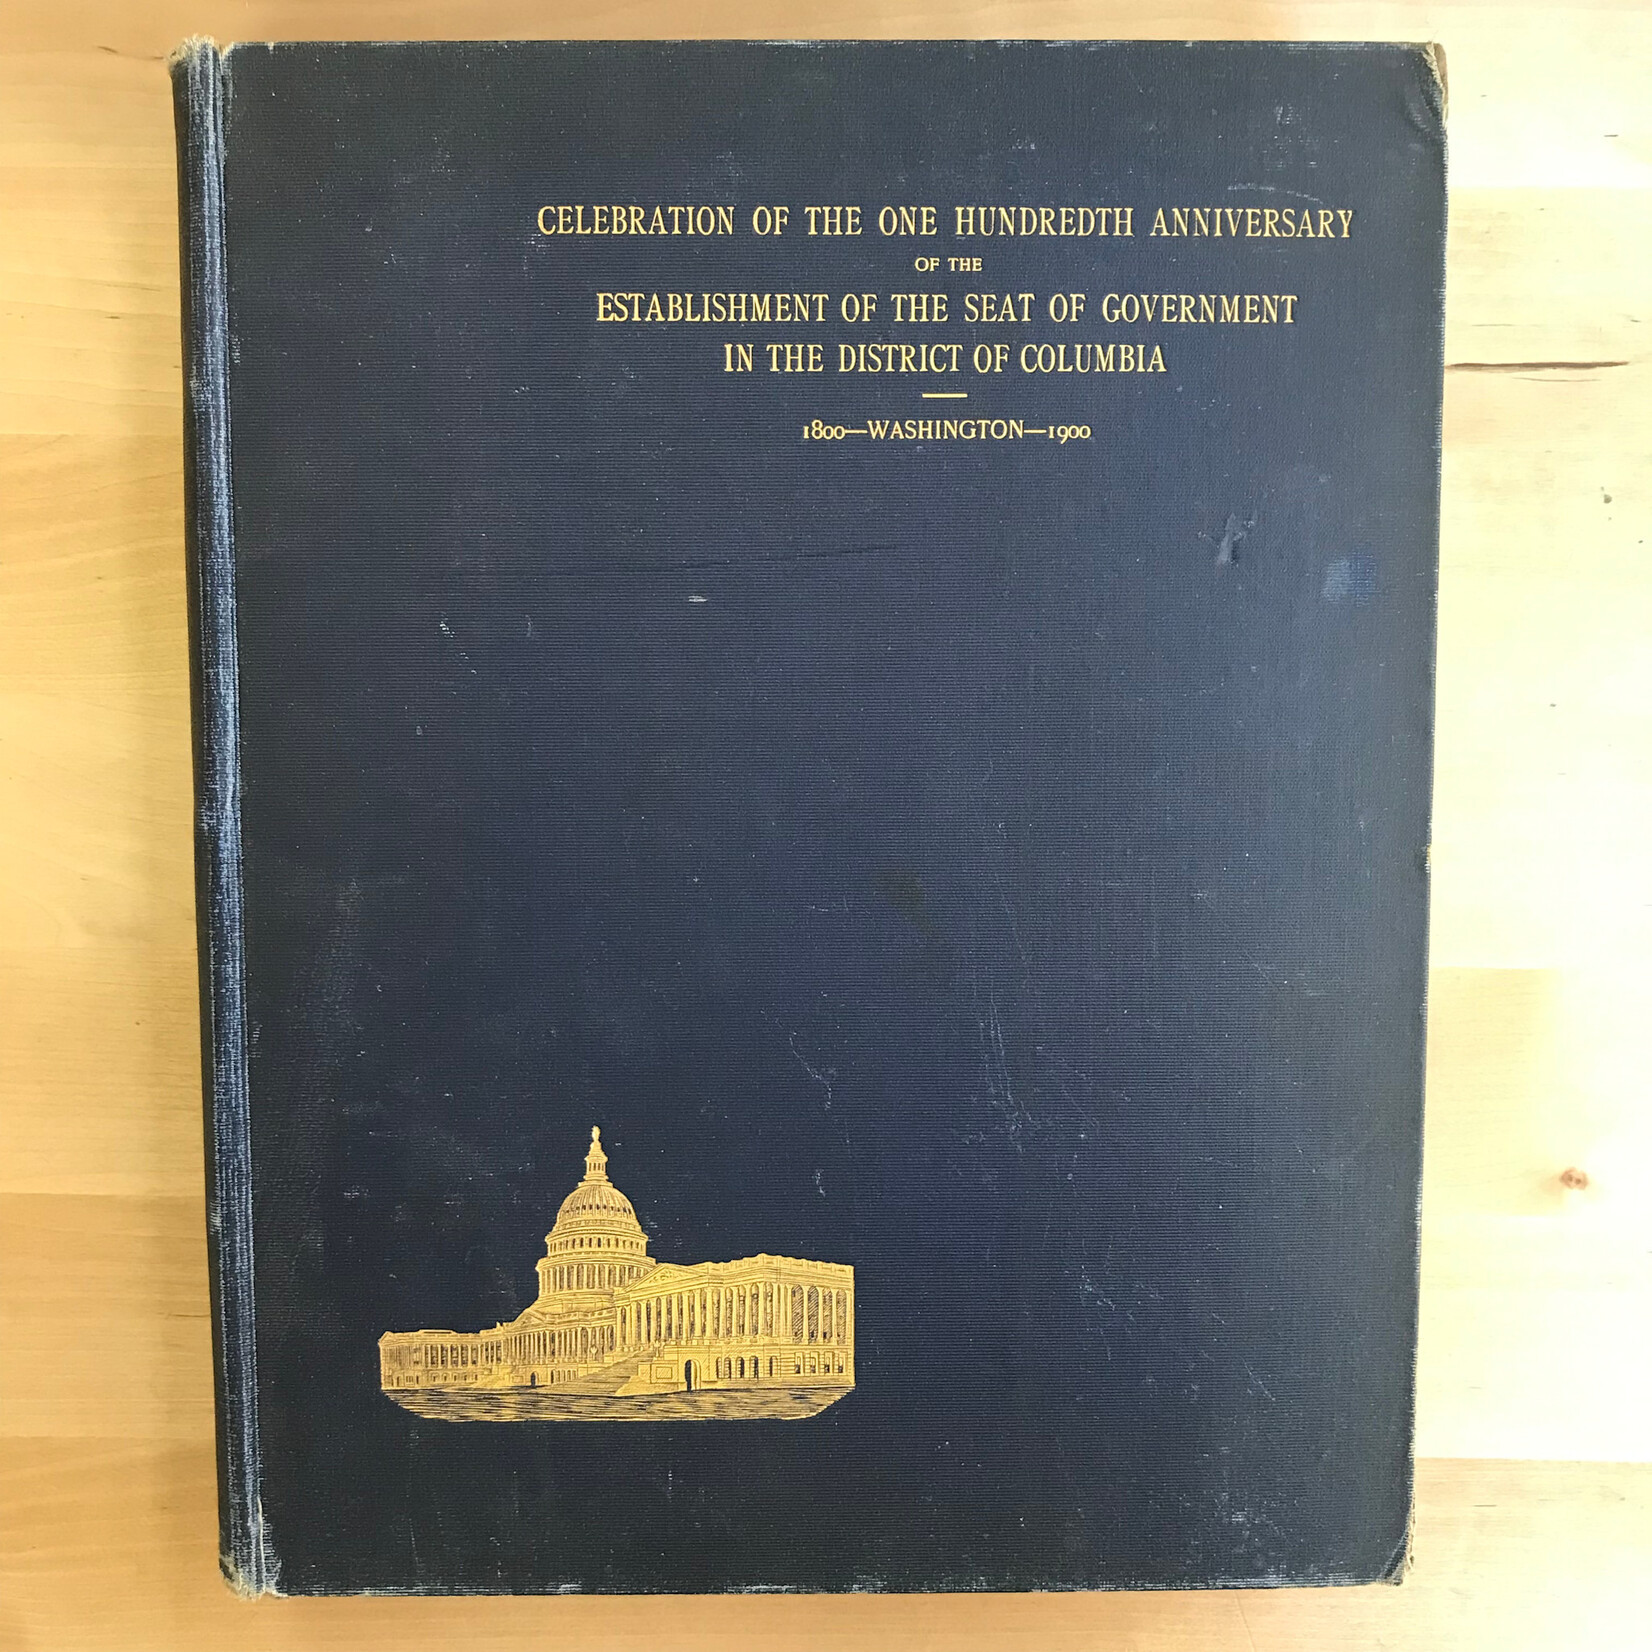 CELEBRATION OF THE ONE HUNDREDTH ANNIVERSARY
OF THE
ESTABLISHMENT OF THE SEAT OF GOVERNMENT
IN THE DISTRICT OF COLUMBIA
1800—WASHINGTON—1900